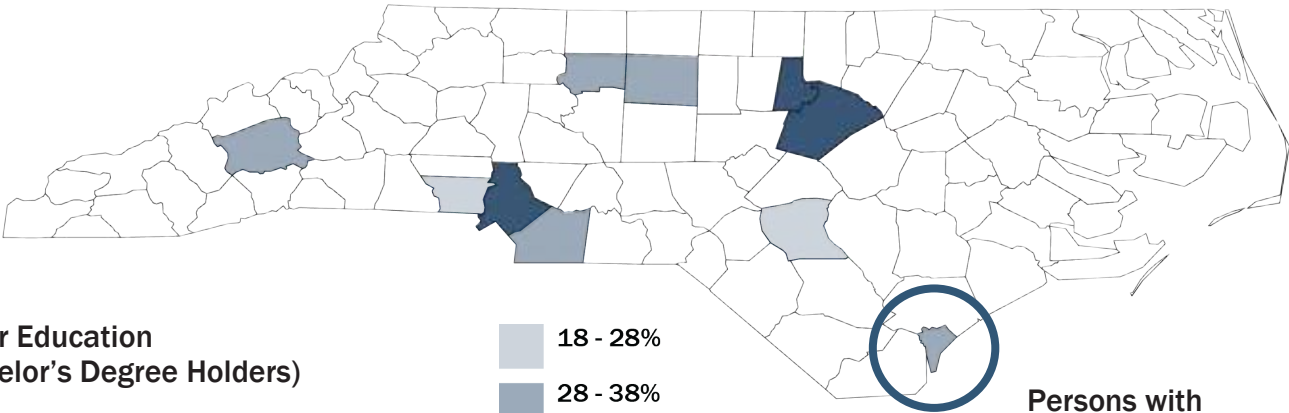 r Education
elor's Degree Holders)
18 - 28%
28 - 38%
Persons with